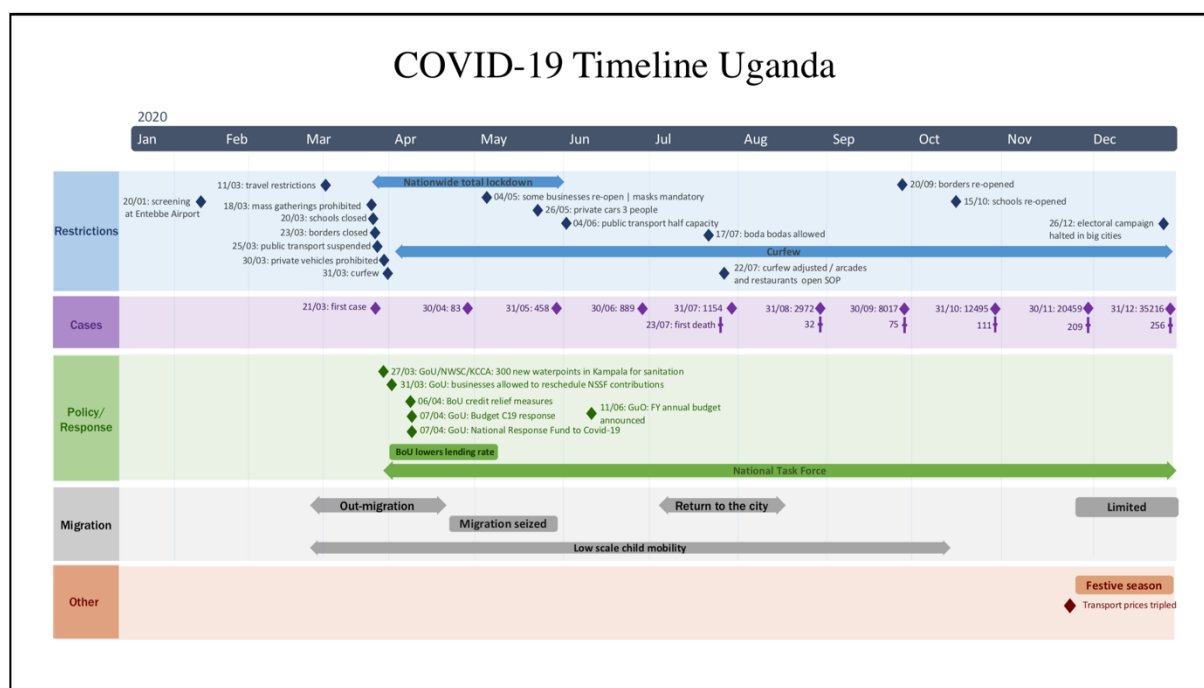 COVID-19 Timeline Uganda
2020
Jan Feb Mar Apr May Jun Jul Aug Sep Oct Nov Dec
Restrictions
20/01: screening
at Entebbe Airport
11/03: travel restrictions
18/03: mass gatherings prohibited
20/03: schools closed
23/03: borders closed
25/03: public transport suspended
30/03: private vehicles prohibited
31/03: curfew
Nationwide total lockdown
04/05: some businesses re-open | masks mandatory
26/05: private cars 3 people
04/06: public transport half capacity
17/07: boda bodas allowed
Curfew
22/07: curfew adjusted / arcades
and restaurants open SOP
20/09: borders re-opened
15/10: schools re-opened
26/12: electoral campaign
halted in big cities
Cases
21/03: first case
30/04: 83
31/05: 458
30/06: 889
31/07: 1154
31/08: 2972
30/09: 8017
31/10: 12495
30/11: 20459
31/12: 35216
23/07: first death
32
75
111
209
256
Policy/
Response
27/03: GoU/NWSC/KCCA: 300 new waterpoints in Kampala for sanitation
31/03: GoU: businesses allowed to reschedule NSSF contributions
06/04: BoU credit relief measures
07/04: GoU: Budget C19 response
07/04: GoU: National Response Fund to Covid-19
11/06: GuO: FY annual budget
announced
BoU lowers lending rate
National Task Force
Migration
Out-migration
Migration seized
Return to the city
Limited
Low scale child mobility
Other
Festive season
Transport prices tripled